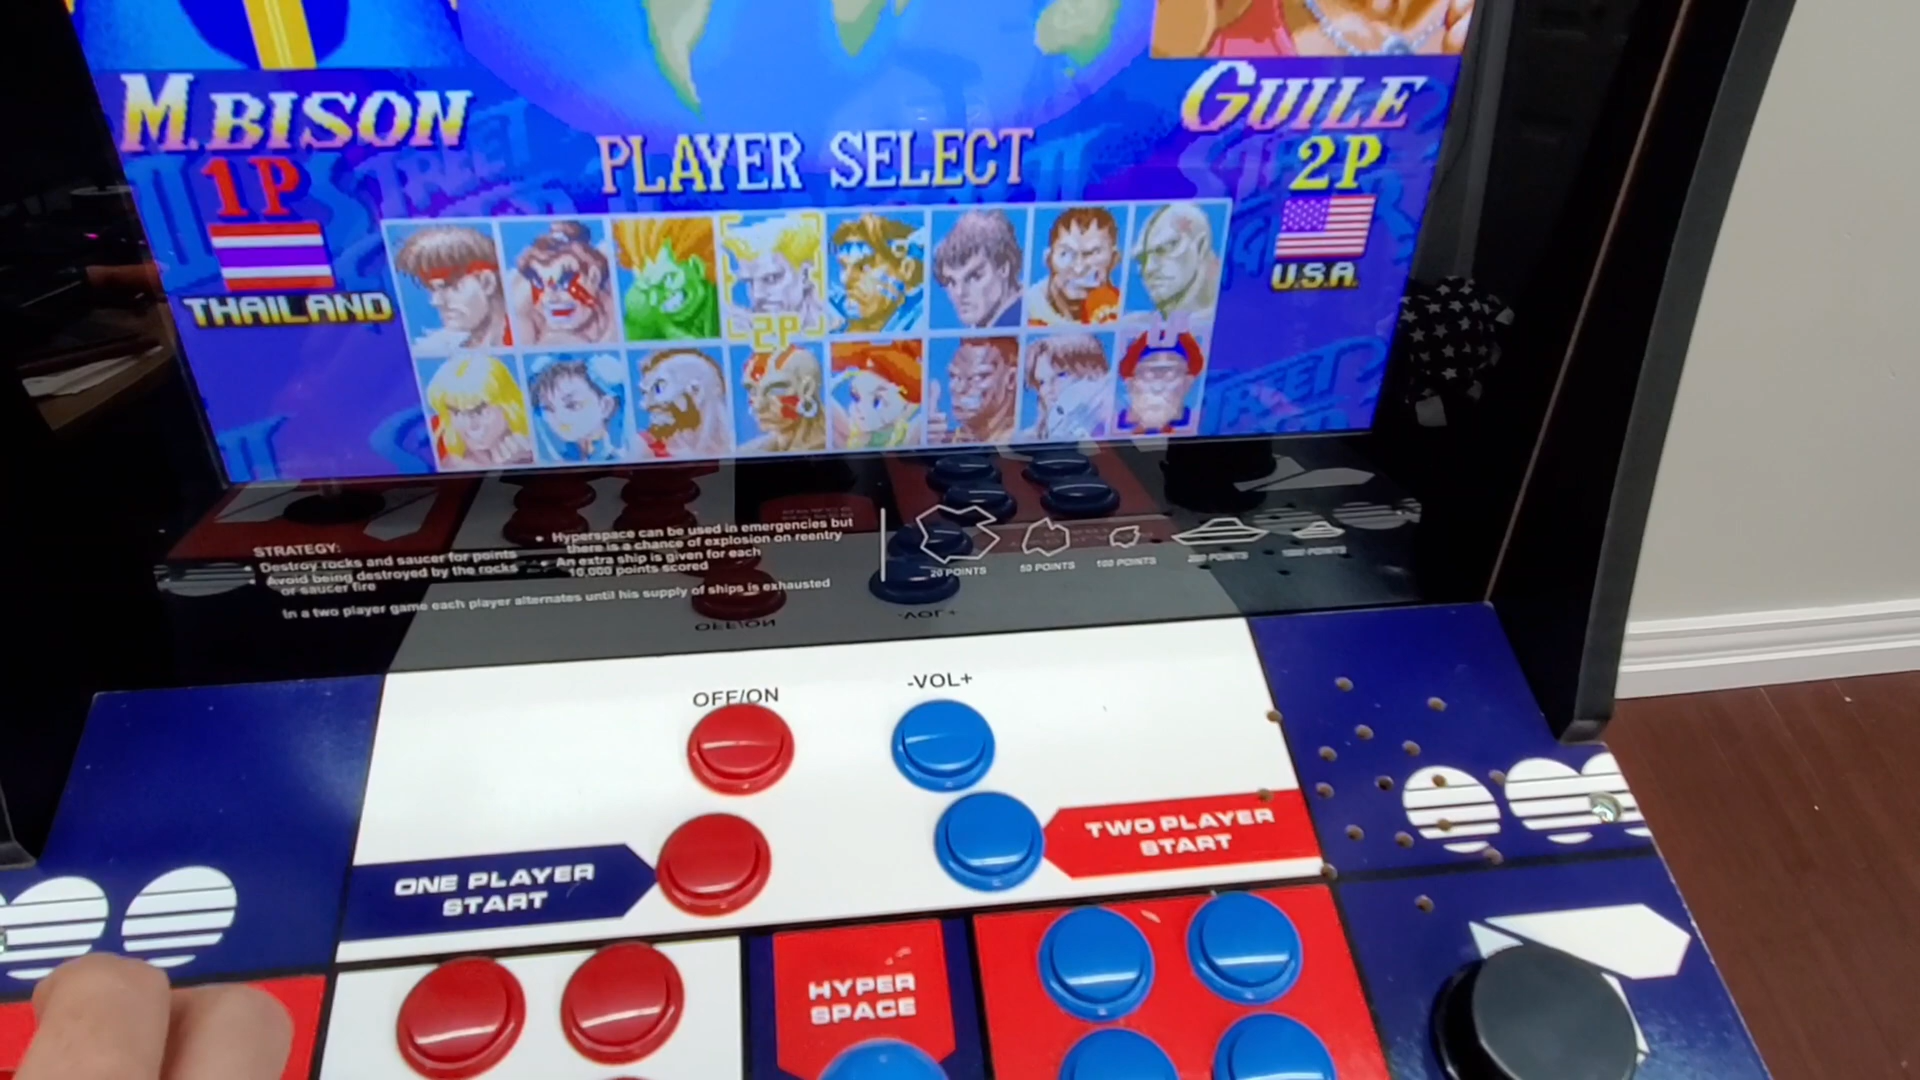 M.BISON
1P
THAILAND
PLAYER SELECT
GUILE
2P
U.S.A.
2P
STRATEGY:
• Destroy rocks and saucer for points
• Avoid being destroyed by the rocks
or saucer fire
• Hyperspace can be used in emergencies but
there is a chance of explosion on reentry
• An extra ship is given for each
10,000 points scored
In a two player game each player alternates until his supply of ships is exhausted
20 POINTS
50 POINTS
100 POINTS
200 POINTS
1000 POINTS
OFF/ON
-VOL+
ONE PLAYER
START
TWO PLAYER
START
HYPER
SPACE